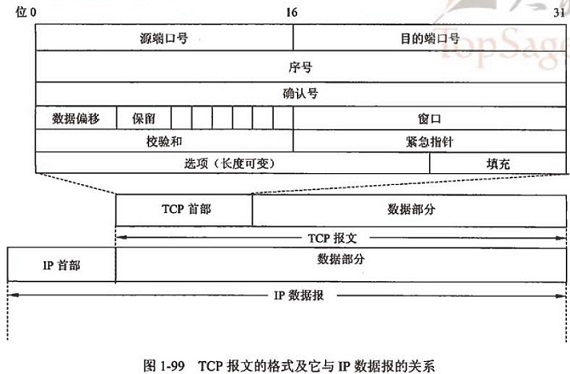 位 0 16 31
源端口号 目的端口号
TopSage
序号
确认号
数据偏移 保留 窗口
校验和 紧急指针
选项（长度可变） 填充
TCP 首部 数据部分
TCP 报文
IP 首部 数据部分
IP 数据报
图 1-99 TCP 报文的格式及它与 IP 数据报的关系